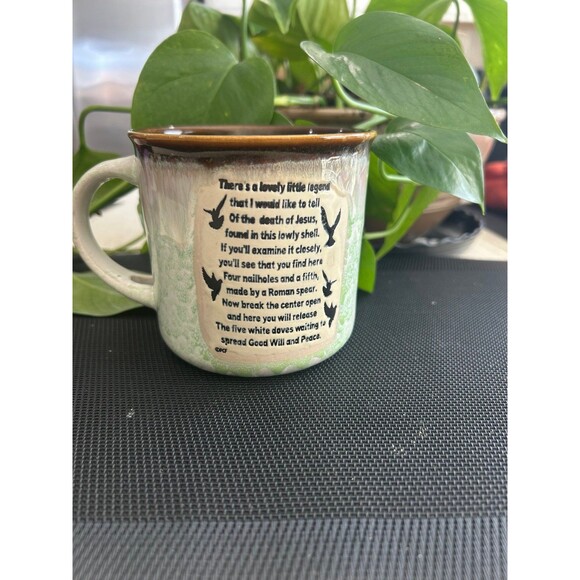 There's a lovely little legend
that I would like to tell
Of the death of Jesus,
found in this lowly shell.
If you'll examine it closely,
you'll see that you find here
Four nailholes and a fifth,
made by a Roman spear.
Now break the center open
and here you will release
The five white doves waiting to
spread Good Will and Peace.